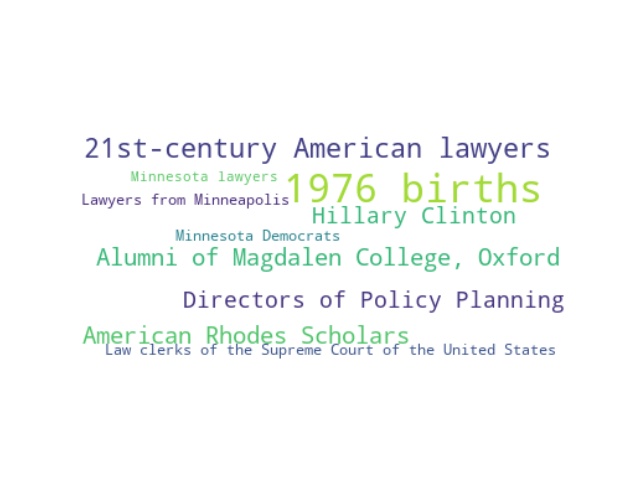 21st-century American lawyers
Minnesota lawyers
1976 births
Lawyers from Minneapolis
Hillary Clinton
Minnesota Democrats
Alumni of Magdalen College, Oxford
Directors of Policy Planning
American Rhodes Scholars
Law clerks of the Supreme Court of the United States